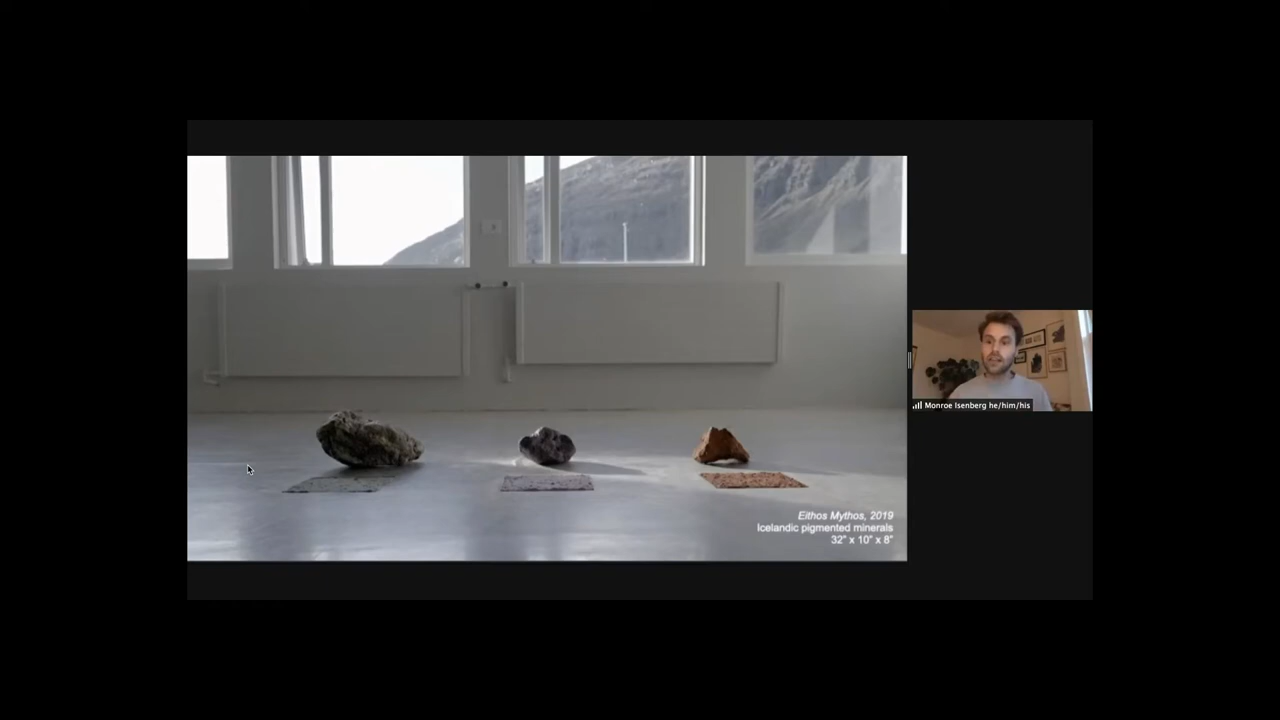 Eithos Mythos, 2019
Icelandic pigmented minerals
32" x 10" x 8"
Monroe Isenberg he/him/his